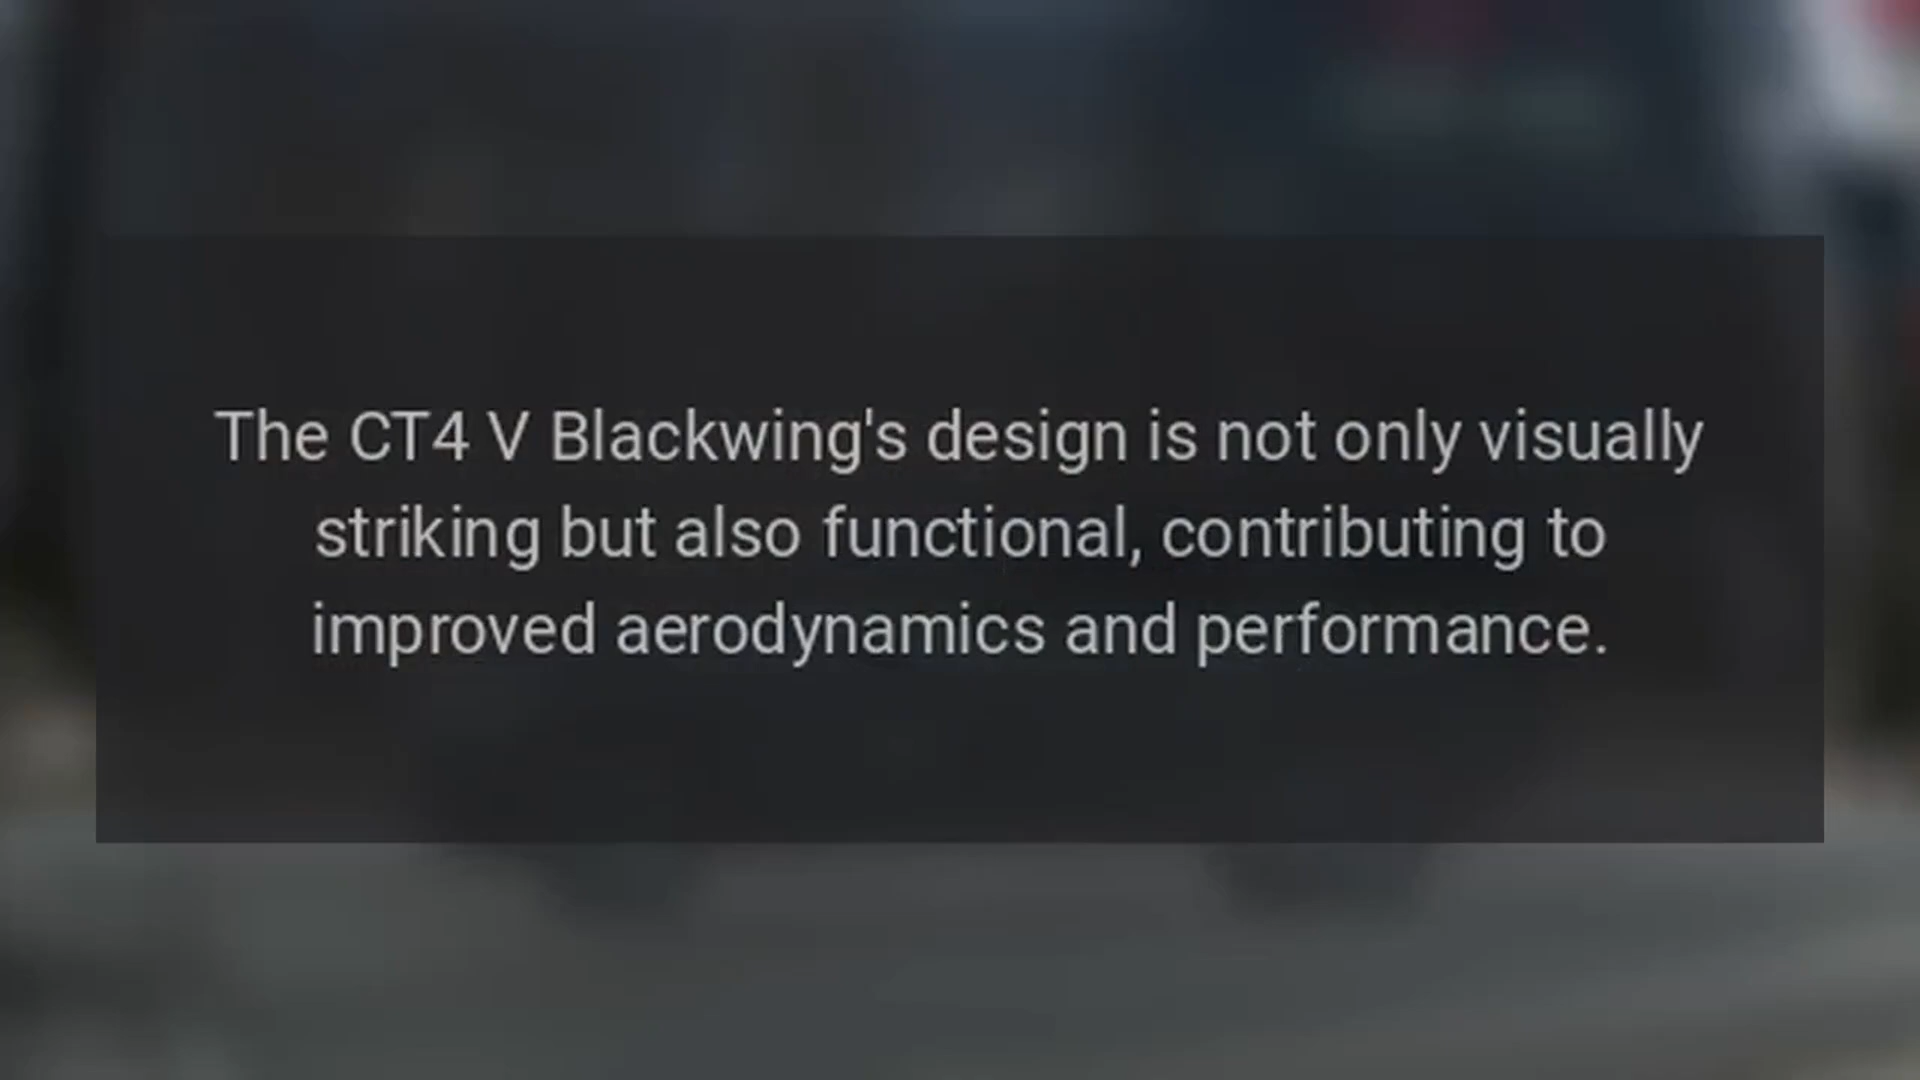 The CT4 V Blackwing's design is not only visually
striking but also functional, contributing to
improved aerodynamics and performance.